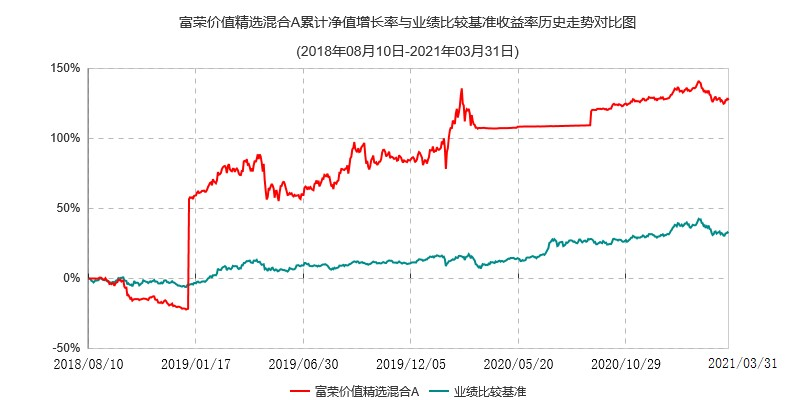 富荣价值精选混合A累计净值增长率与业绩比较基准收益率历史走势对比图
(2018年08月10日-2021年03月31日)
150%
100%
50%
0%
-50%
2018/08/10 2019/01/17 2019/06/30 2019/12/05 2020/05/20 2020/10/29 2021/03/31
富荣价值精选混合A 业绩比较基准